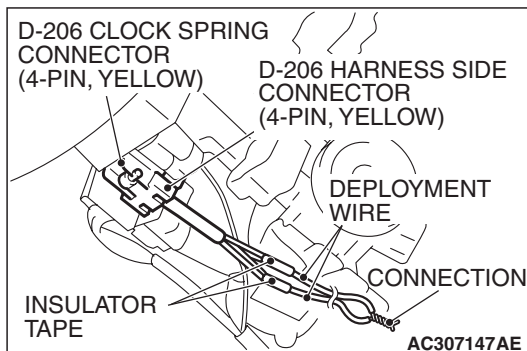 D-206 CLOCK SPRING
CONNECTOR
(4-PIN, YELLOW)
D-206 HARNESS SIDE
CONNECTOR
(4-PIN, YELLOW)
DEPLOYMENT
WIRE
CONNECTION
INSULATOR
TAPE
AC307147AE